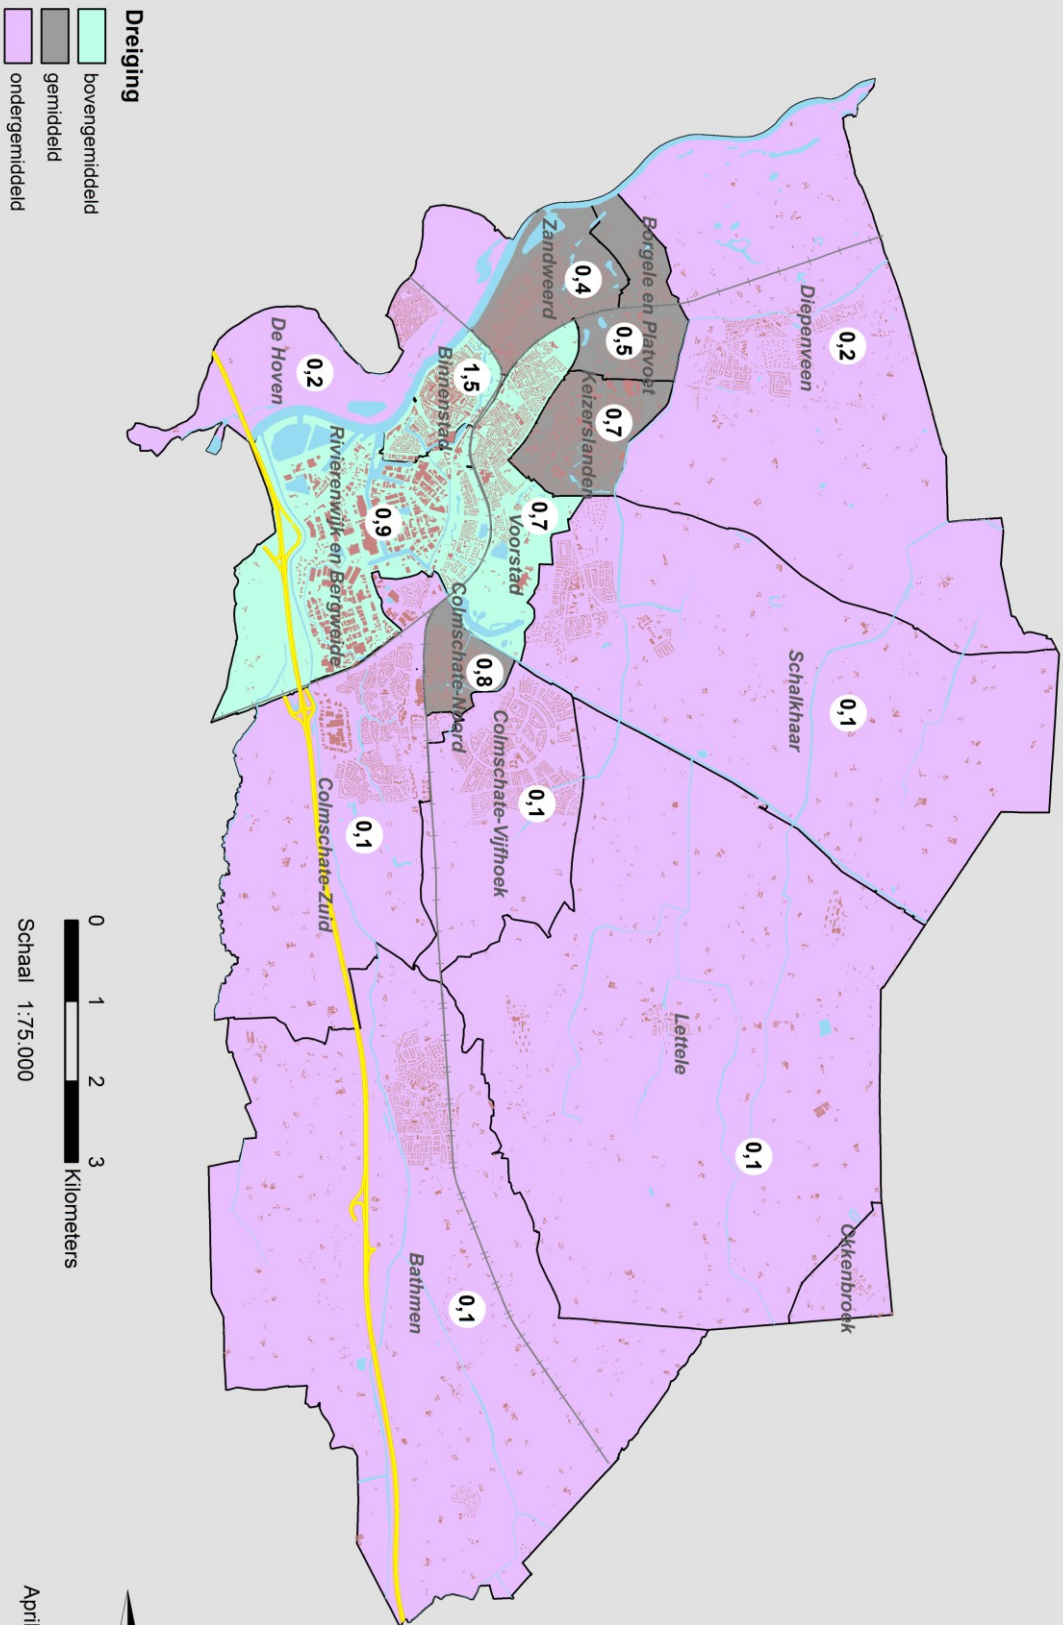 Dreiging
bovengemiddeld
gemiddeld
ondergemiddeld
Diepenveen
0,2
Borgele en Platvoet
0,5
Zandweerd
0,4
Keizerslanden
0,7
Binnenstad
1,5
De Hoven
0,2
Voorstad
0,7
Rivierenwijk en Bergweide
0,9
Colmschate-Noord
0,8
Schalkhaar
0,1
Colmschate-Vijfhoek
0,1
Colmschate-Zuid
0,1
Lettele
0,1
Okkenbroek
Bathmen
0,1
0 1 2 3
Kilometers
Schaal 1:75.000
April